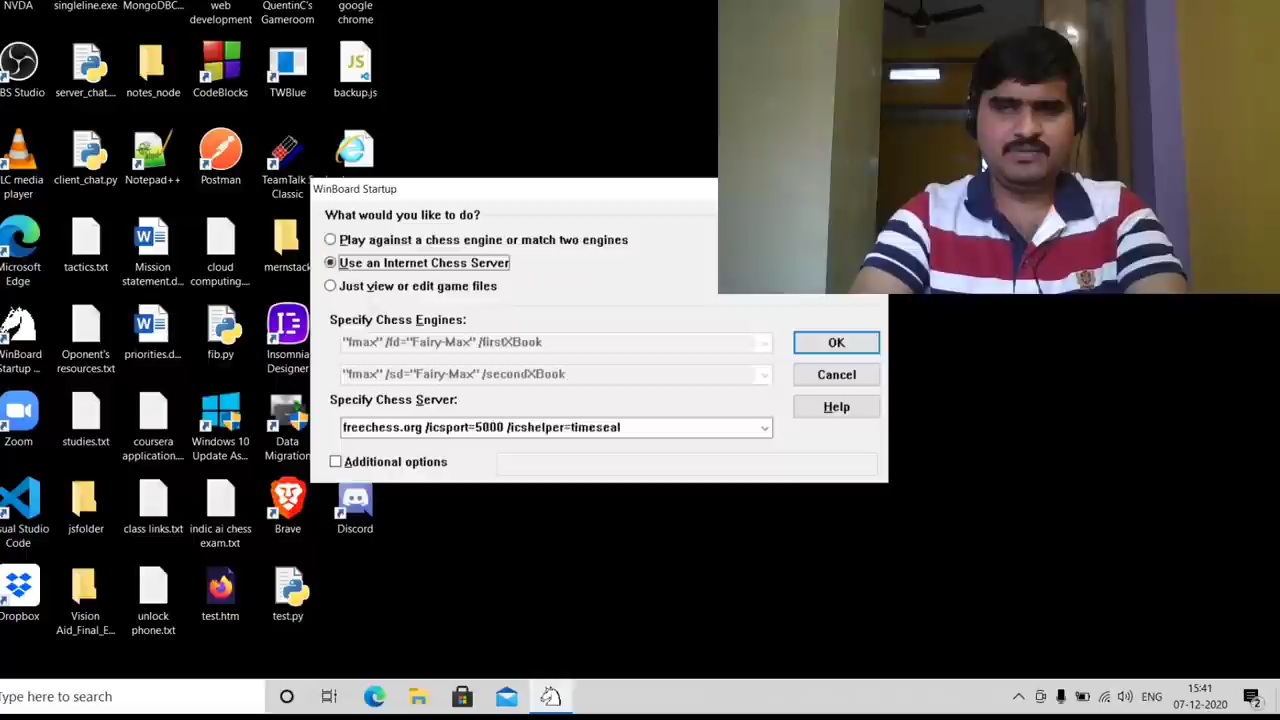 NVDA
singleline.exe
MongoDBC...
web
development
QuentinC's
Gameroom
google
chrome
BS Studio
server_chat....
notes_node
CodeBlocks
TWBlue
JS
backup.js
LC media
player
client_chat.py
Notepad++
Postman
TeamTalk
Classic
WinBoard Startup
What would you like to do?
Play against a chess engine or match two engines
Use an Internet Chess Server
Just view or edit game files
Specify Chess Engines:
"fmax" /fd="Fairy-Max" /firstXBook
OK
"fmax" /sd="Fairy-Max" /secondXBook
Cancel
Specify Chess Server:
Help
freechess.org /icsport=5000 /icshelper=timeseal
Additional options
Microsoft
Edge
tactics.txt
Mission
statement.d...
cloud
computing....
mernstack
WinBoard
Startup ...
Oponent's
resources.txt
priorities.d...
fib.py
Insomnia
Designer
Zoom
studies.txt
coursera
application....
Windows 10
Update As...
Data
Migration
sual Studio
Code
jsfolder
class links.txt
indic ai chess
exam.txt
Brave
Discord
Dropbox
Vision
Aid_Final_E...
unlock
phone.txt
test.htm
test.py
Type here to search
ENG
15:41
07-12-2020
2